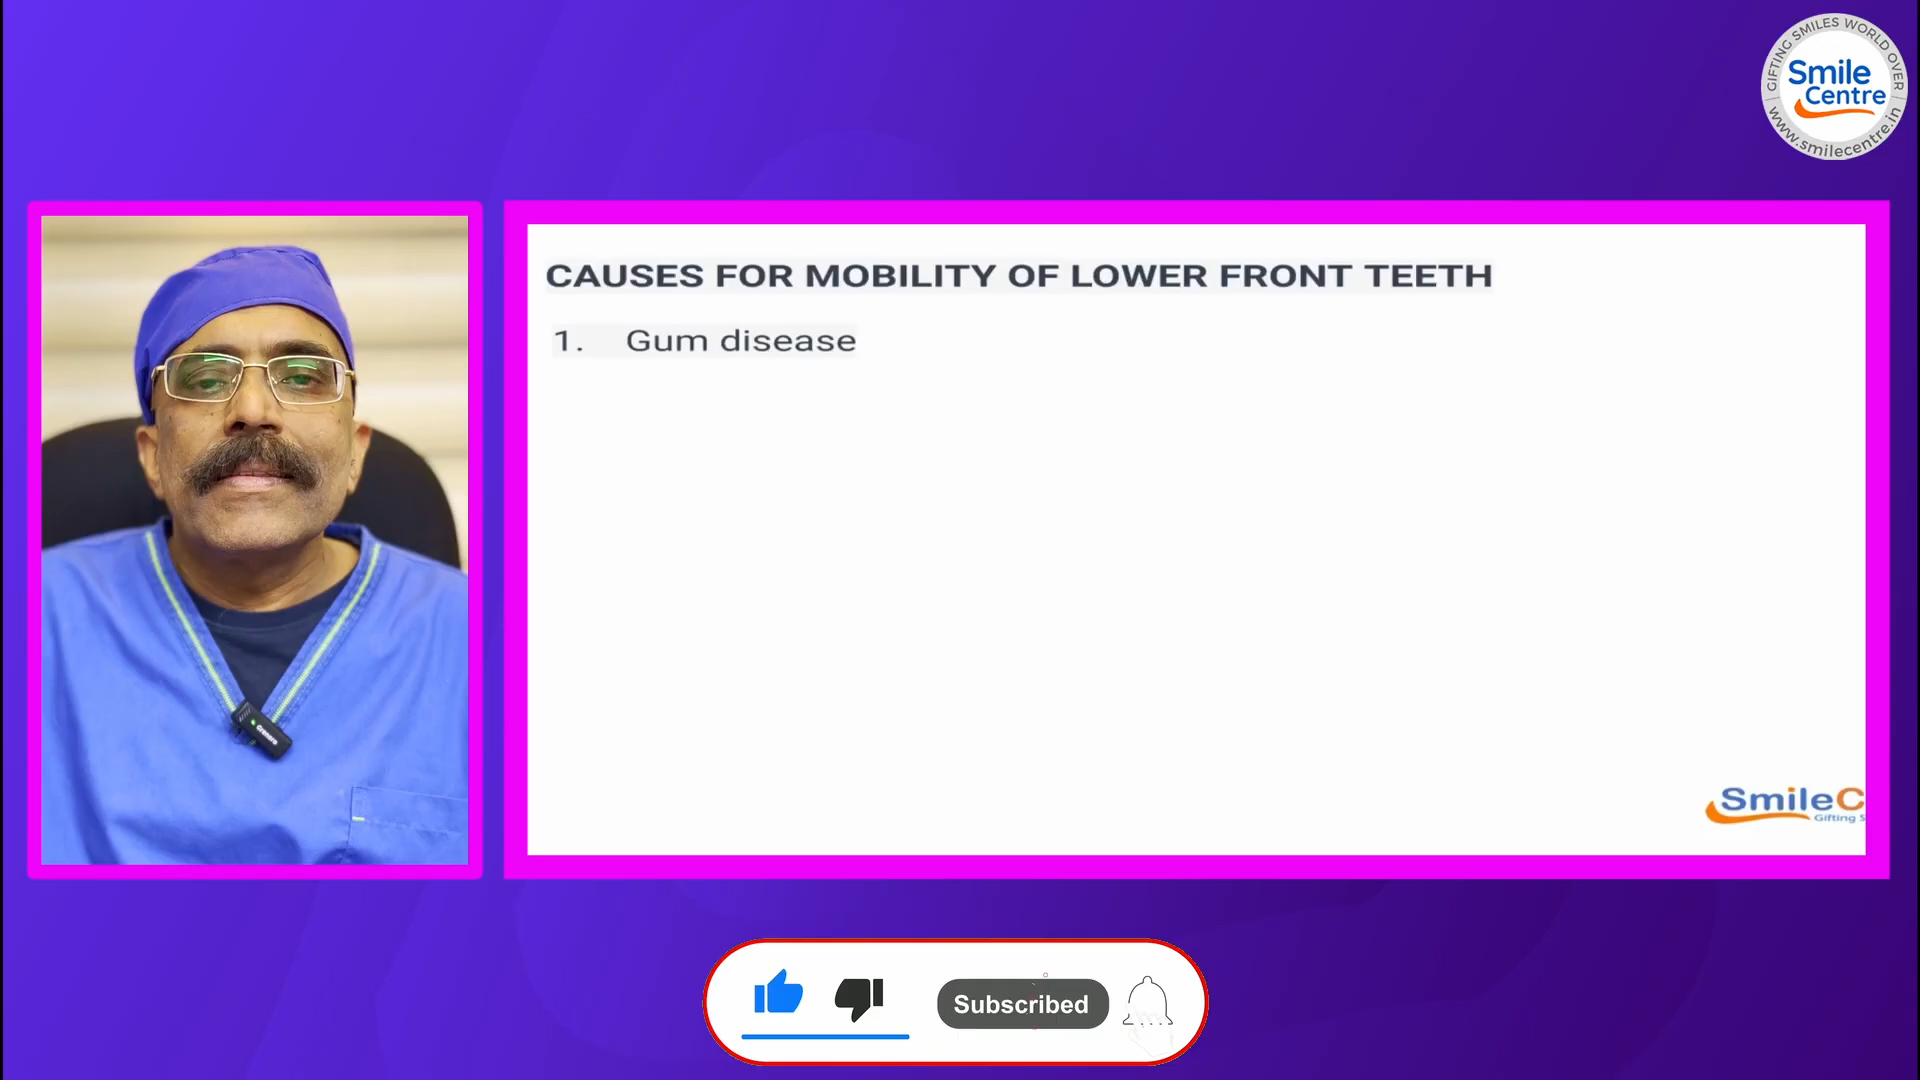 GIFTING SMILES WORLD OVER
Smile
Centre
www.smilecentre.in
CAUSES FOR MOBILITY OF LOWER FRONT TEETH
1. Gum disease
SmileC
Gifting S
Subscribed